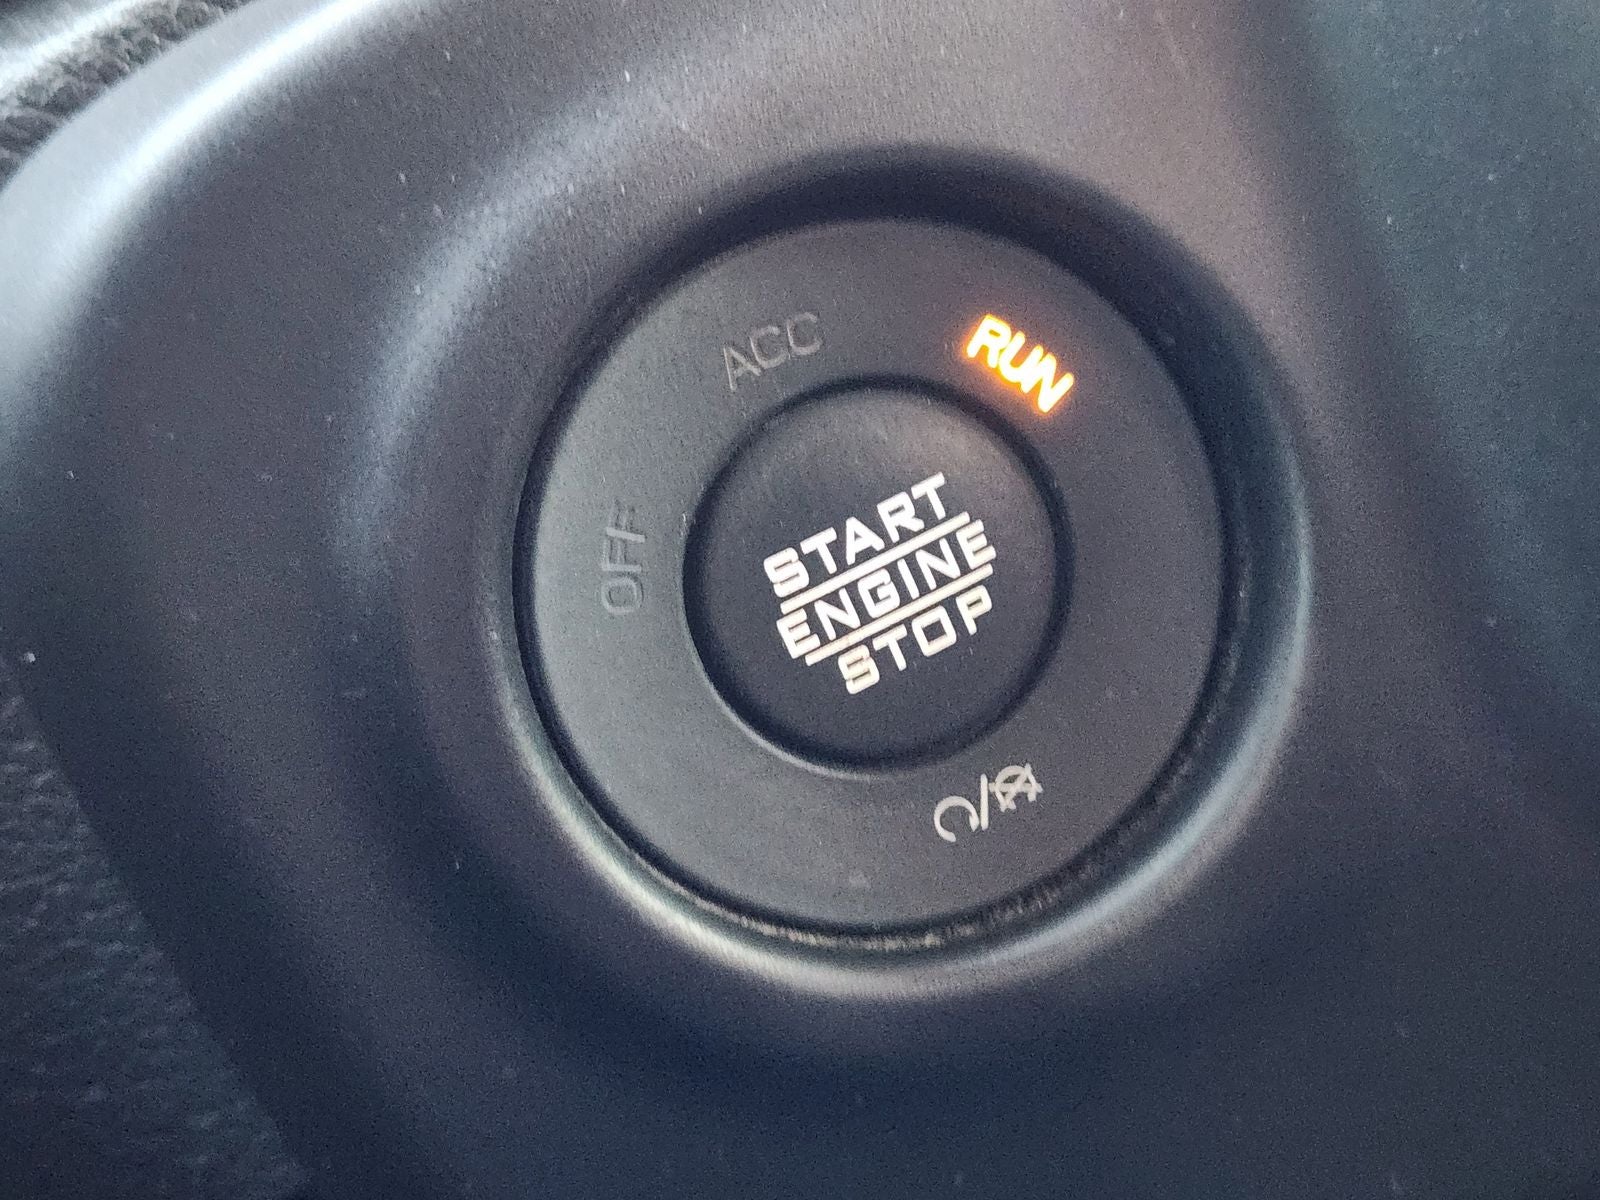 ACC
RUN
OFF
START
ENGINE
STOP